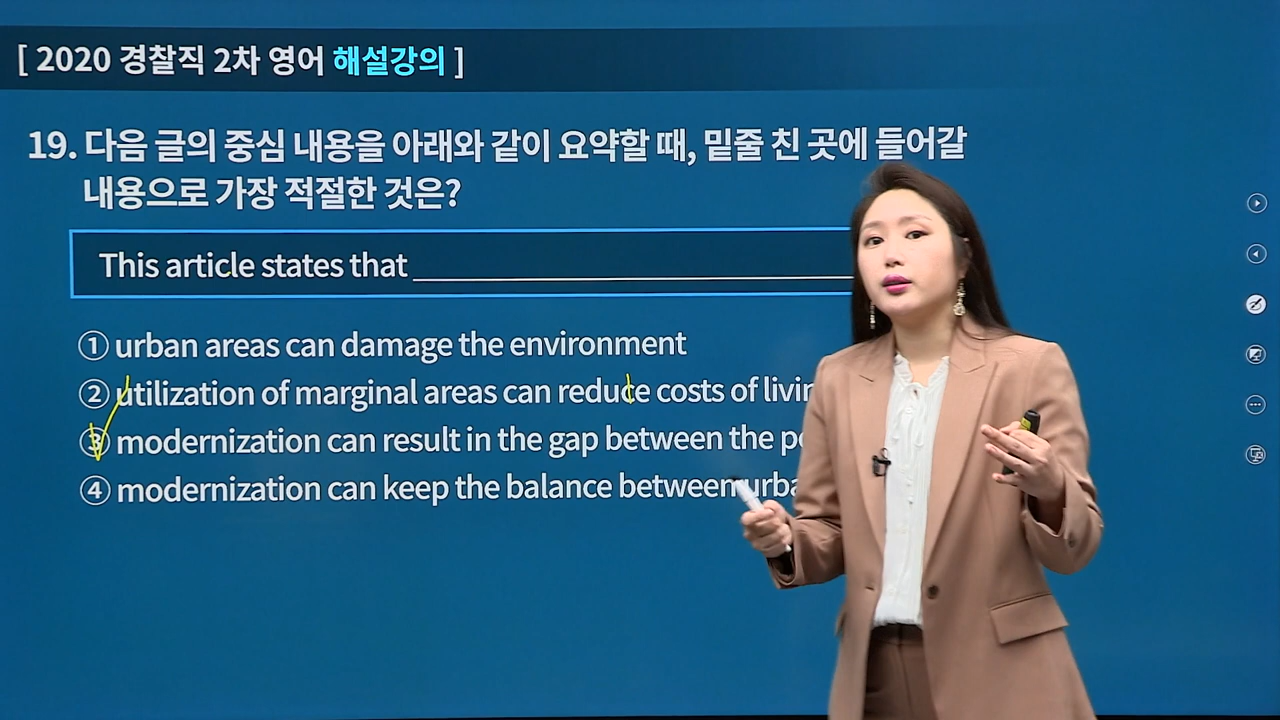 [ 2020 경찰직 2차 영어 해설강의 ]
19. 다음 글의 중심 내용을 아래와 같이 요약할 때, 밑줄 친 곳에 들어갈
내용으로 가장 적절한 것은?
This article states that
① urban areas can damage the environment
② utilization of marginal areas can reduce costs of
③ modernization can result in the gap between the
④ modernization can keep the balance between